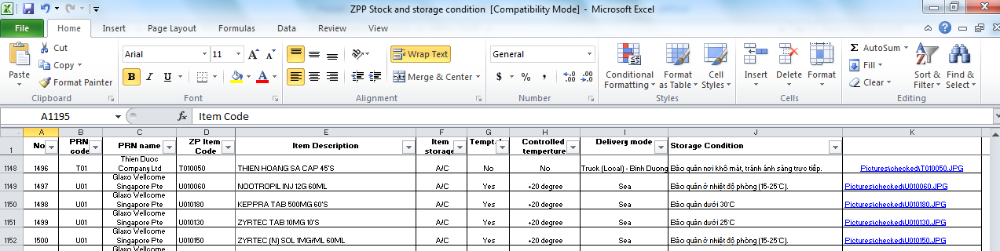 ZPP Stock and storage condition [Compatibility Mode] - Microsoft Excel
File Home Insert Page Layout Formulas Data Review View
Paste Cut Copy Format Painter
Arial 11 A A
B I U A
Wrap Text
Merge & Center
General
$ % ,
Conditional Formatting Format as Table Cell Styles
Insert Delete Format
Σ AutoSum Fill Clear
Sort & Filter Find & Select
Clipboard Font Alignment Number Styles Cells Editing
A1195 fx Item Code
A B C D E F G H I J K
1 No PRN code PRN name ZP Item Code Item Description Item storage Controlled temperture Delivery mode Storage Condition
1148 1496 T01 Thien Duoc Company Ltd T010050 THIEN HOANG SA CAP 45'S A/C No No Truck (Local) - Binh Duong Bảo quản nơi khô mát, tránh ánh sáng trực tiếp. Pictures\checked\T010050.JPG
1149 1497 U01 Glaxo Wellcome Singapore Pte U010060 NOOTROPIL INJ 12G 60ML A/C Yes +20 degree Sea Bảo quản ở nhiệt độ phòng (15-25°C). Pictures\checked\U010060.JPG
1150 1498 U01 Glaxo Wellcome Singapore Pte U010180 KEPPRA TAB 500MG 60'S A/C Yes +20 degree Sea Bảo quản dưới 30°C Pictures\checked\U010180.JPG
1151 1499 U01 Glaxo Wellcome Singapore Pte U010130 ZYRTEC TAB 10MG 10'S A/C Yes +20 degree Sea Bảo quản dưới 25°C Pictures\checked\U010130.JPG
1152 1500 U01 Glaxo Wellcome Singapore Pte U010150 ZYRTEC (N) SOL 1MG/ML 60ML A/C Yes +20 degree Sea Bảo quản ở nhiệt độ phòng (15-25°C). Pictures\checked\U010150.JPG
Glaxo Wellcome